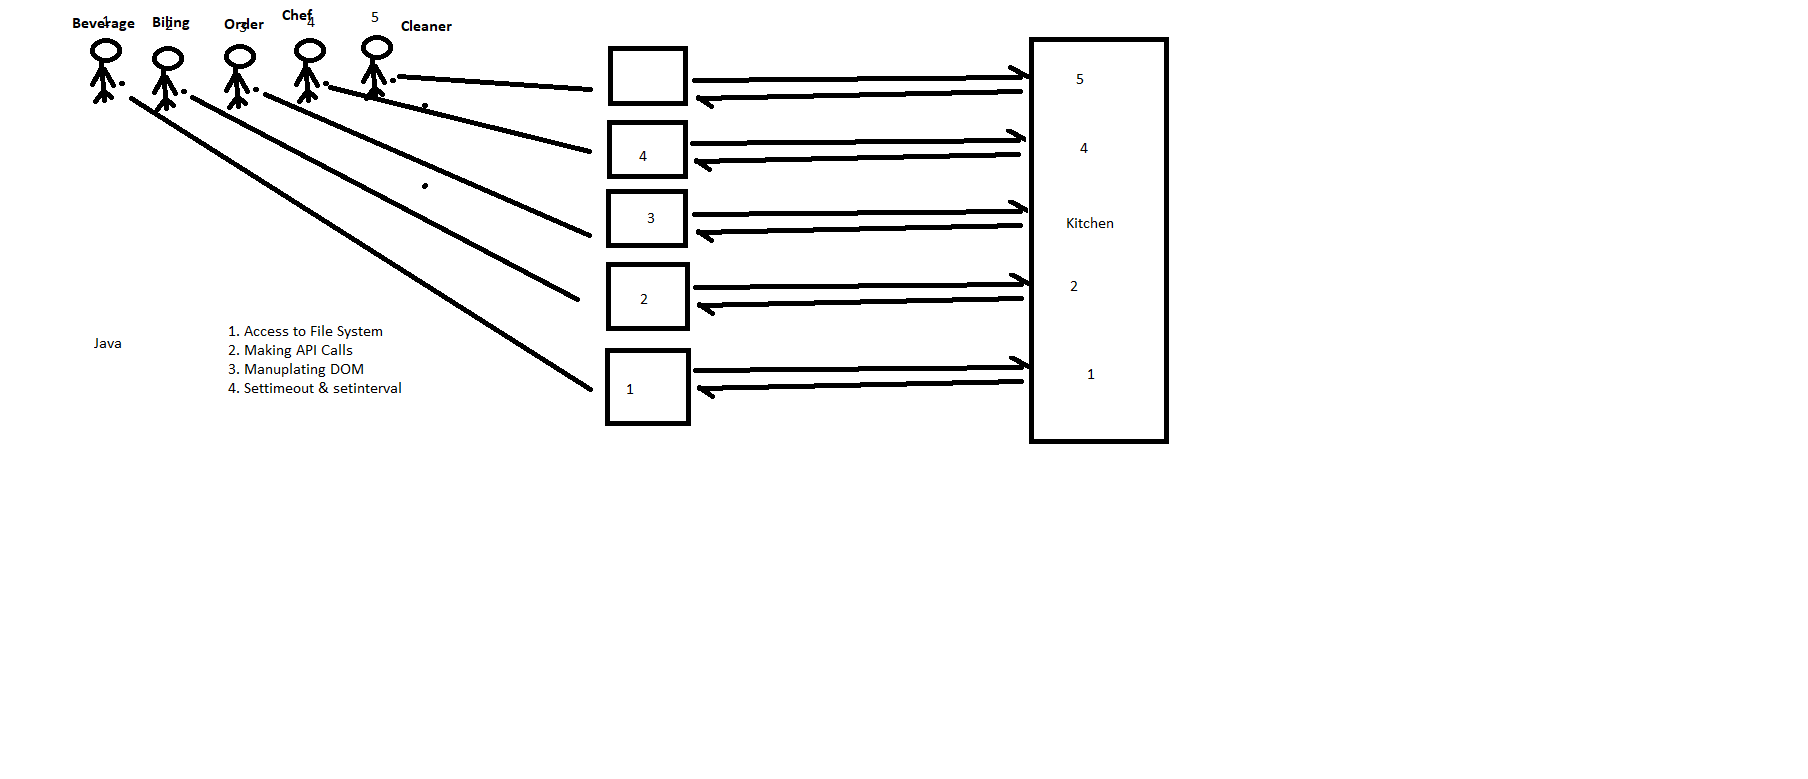 Beverage
1
Biling
2
Order
3
Chef
4
5
Cleaner
5
4
4
3
Kitchen
2
2
1
1
Java
1. Access to File System
2. Making API Calls
3. Manuplating DOM
4. Settimeout & setinterval